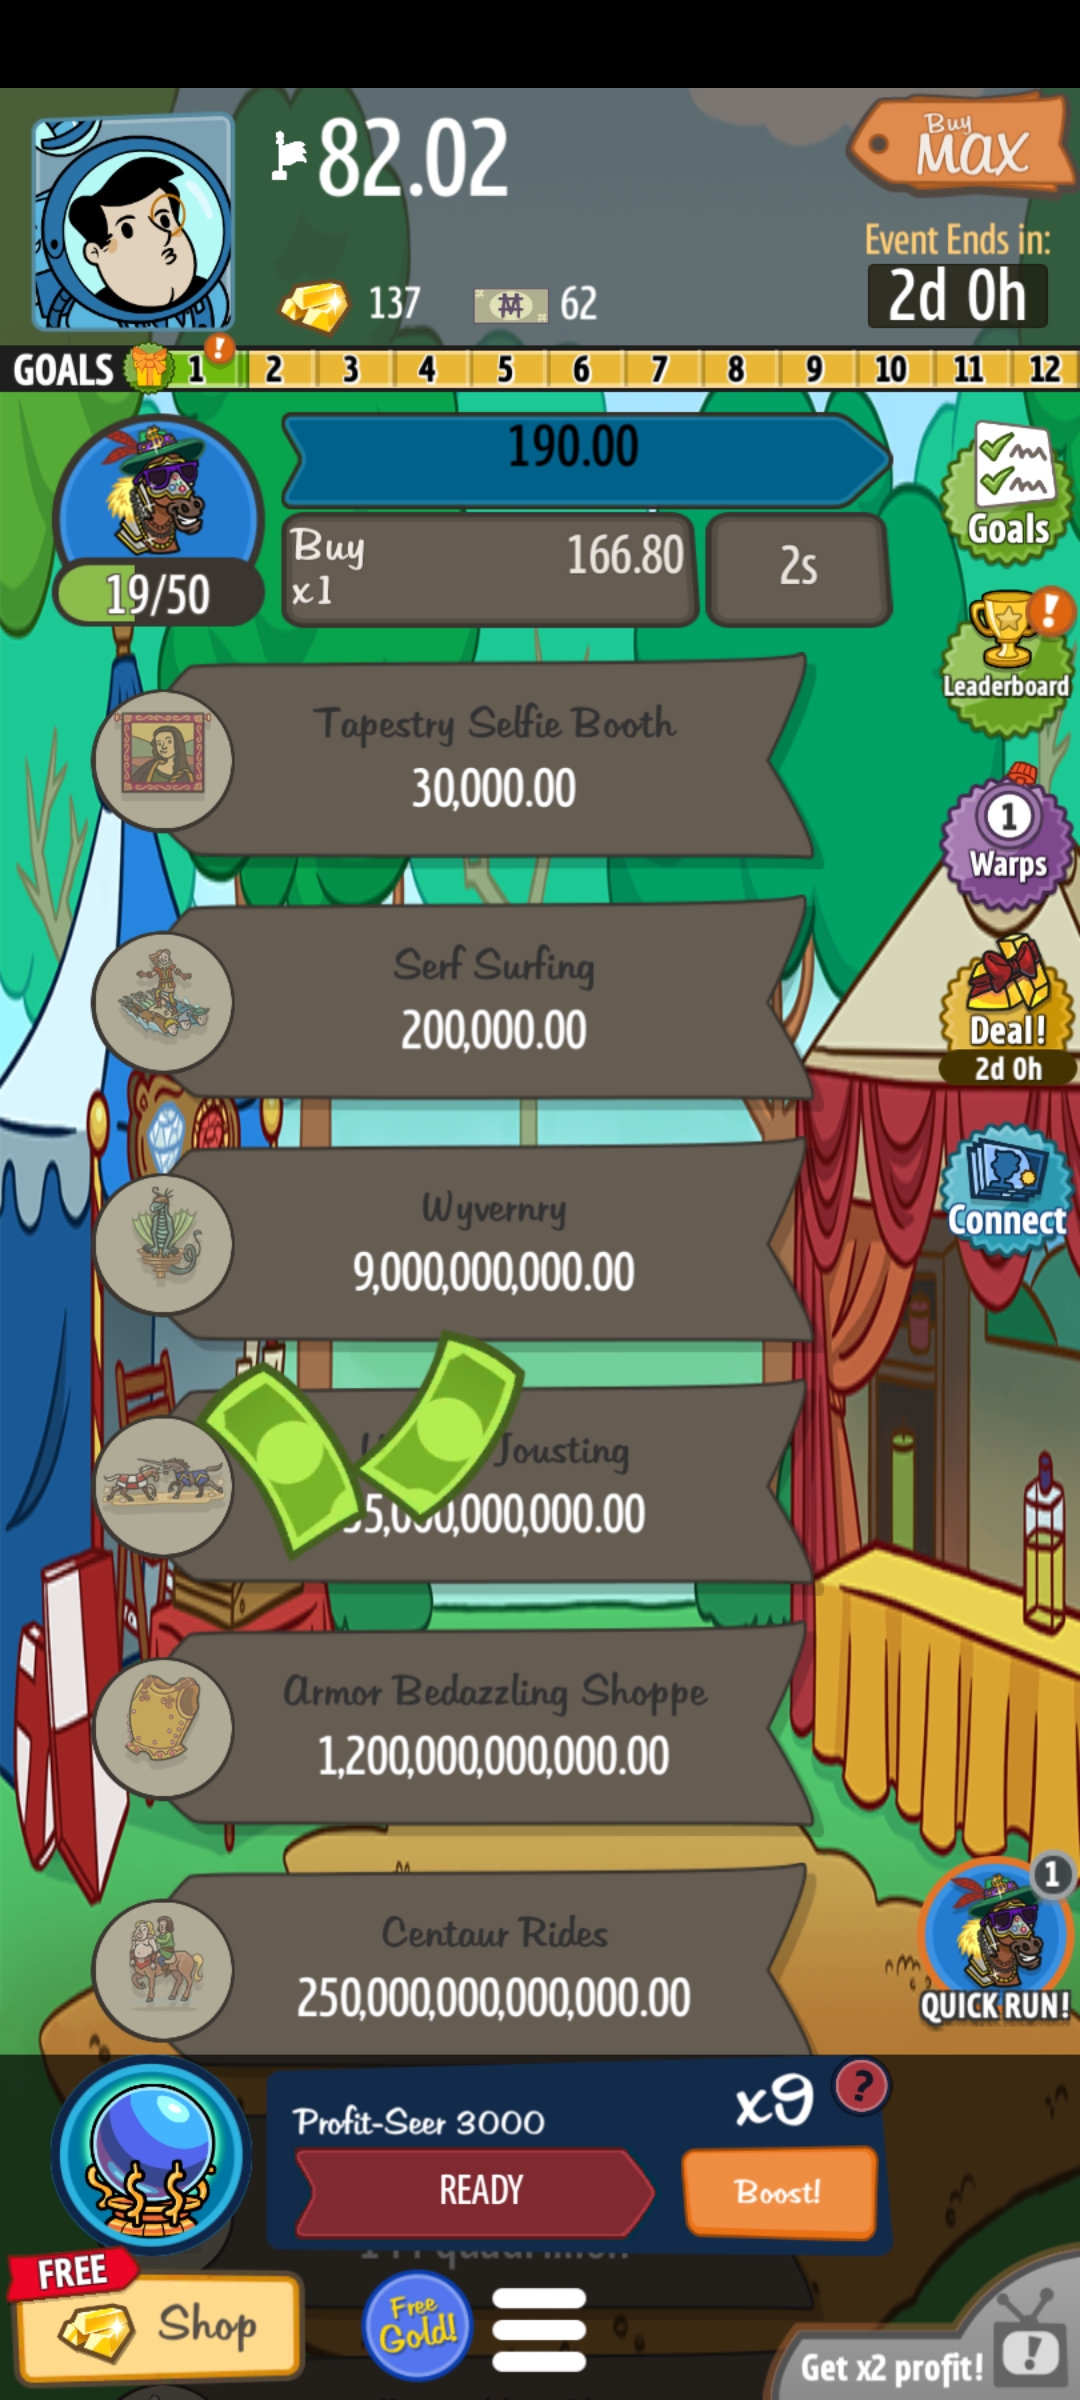 82.02
Buy
MAX
Event Ends in:
2d 0h
137
62
GOALS 1 ! 2 3 4 5 6 7 8 9 10 11 12
190.00
Buy
x1
166.80
2s
19/50
Goals
!
Leaderboard
Tapestry Selfie Booth
30,000.00
1
Warps
Serf Surfing
200,000.00
Deal!
2d 0h
Wyvernry
9,000,000,000.00
Connect
Jousting
000,000,000.00
Armor Bedazzling Shoppe
1,200,000,000,000.00
1
Centaur Rides
250,000,000,000,000.00
QUICK RUN!
Profit-Seer 3000
x9
?
READY
Boost!
FREE
Shop
Free
Gold!
Get x2 profit!
!